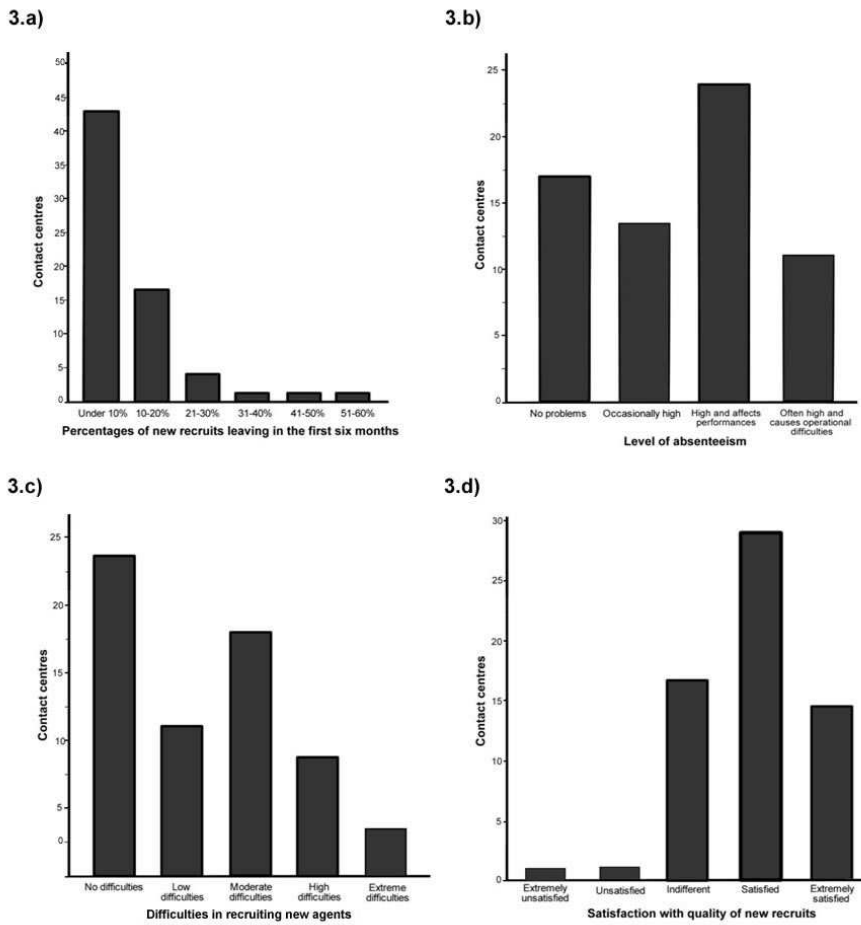 3.a)
50
45
40
35
30
25
20
15
10
5
0
Contact centres
Under 10% 10-20% 21-30% 31-40% 41-50% 51-60%
Percentages of new recruits leaving in the first six months
3.b)
25
20
15
10
5
0
Contact centres
No problems Occasionally high High and affects performances Often high and causes operational difficulties
Level of absenteeism
3.c)
25
20
15
10
5
0
Contact centres
No difficulties Low difficulties Moderate difficulties High difficulties Extreme difficulties
Difficulties in recruiting new agents
3.d)
30
25
20
15
10
5
0
Contact centres
Extremely unsatisfied Unsatisfied Indifferent Satisfied Extremely satisfied
Satisfaction with quality of new recruits